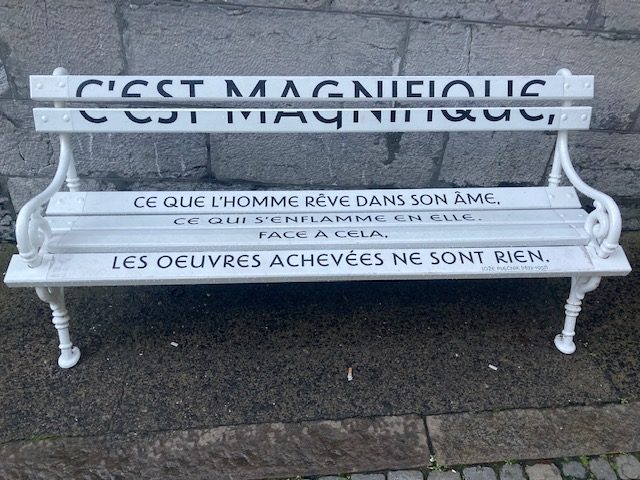 C'EST MAGNIFIQUE,
CE QUE L'HOMME RÊVE DANS SON ÂME,
CE QUI S'ENFLAMME EN ELLE.
FACE À CELA,
LES OEUVRES ACHEVÉES NE SONT RIEN.
JOŽE